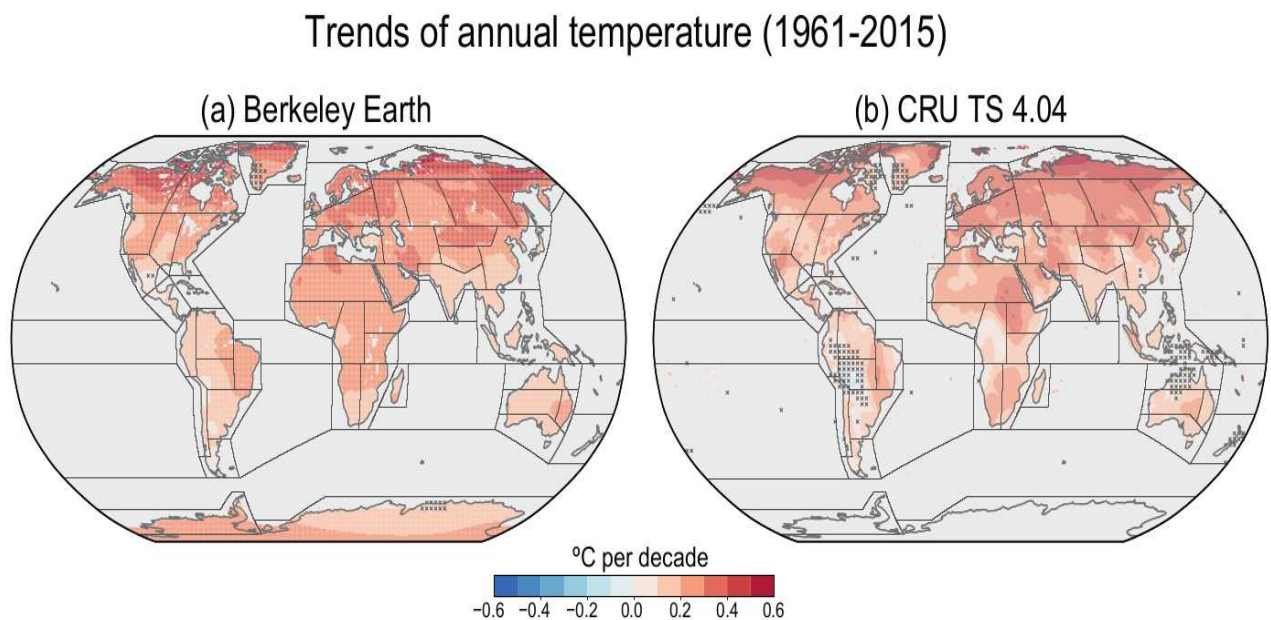 Trends of annual temperature (1961-2015)
(a) Berkeley Earth
(b) CRU TS 4.04
ºC per decade
−0.6 −0.4 −0.2 0.0 0.2 0.4 0.6